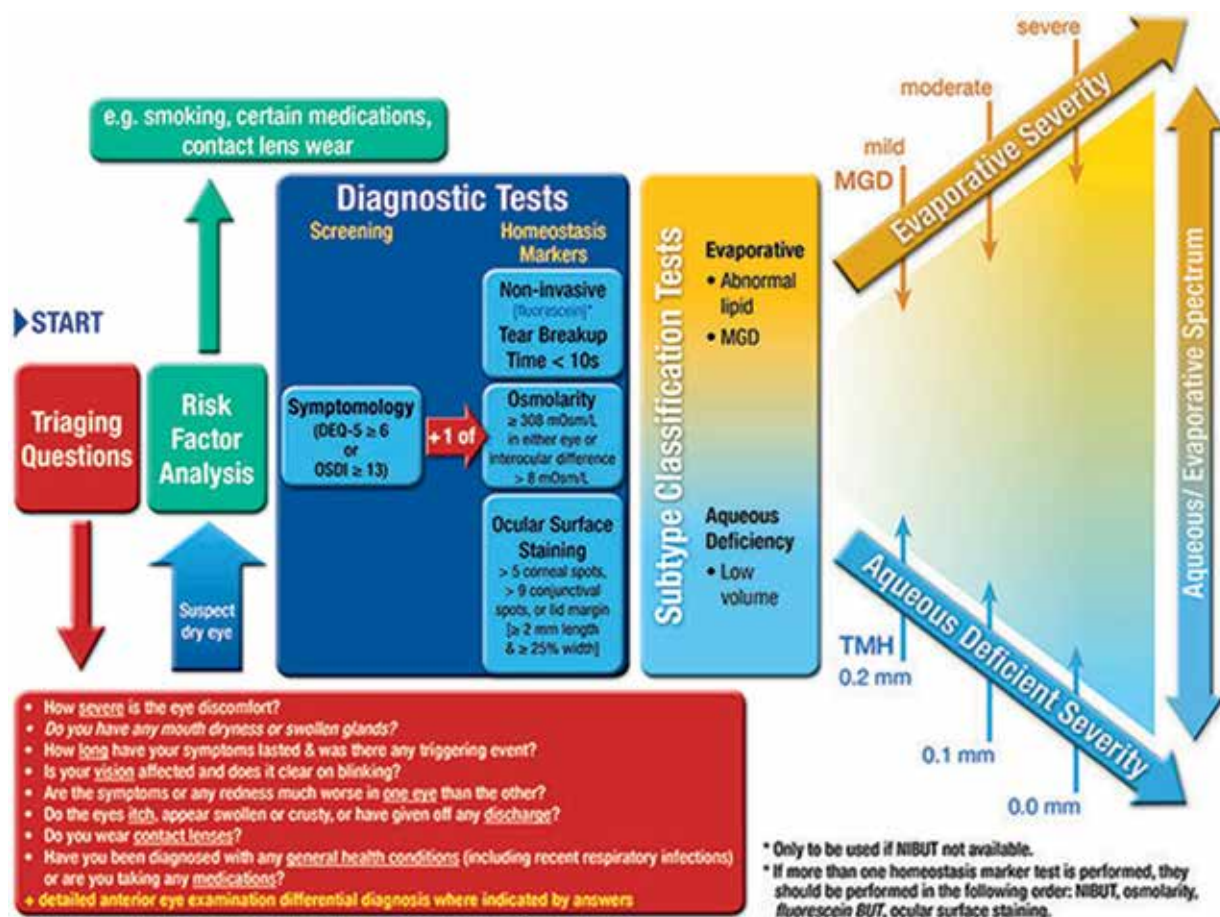 e.g. smoking, certain medications,
contact lens wear
START
Triaging
Questions
Risk
Factor
Analysis
Suspect
dry eye
Diagnostic Tests
Screening
Homeostasis
Markers
Symptomology
(DEQ-5 ≥ 6
or
OSDI ≥ 13)
+1 of
Non-invasive
[fluorescein]*
Tear Breakup
Time < 10s
Osmolarity
≥ 308 mOsm/L
in either eye or
interocular difference
> 8 mOsm/L
Ocular Surface
Staining
> 5 corneal spots,
> 9 conjunctival
spots, or lid margin
[≥ 2 mm length
& ≥ 25% width]
Subtype Classification Tests
Evaporative
• Abnormal
lipid
• MGD
Aqueous
Deficiency
• Low
volume
severe
moderate
mild
MGD
Evaporative Severity
Aqueous/ Evaporative Spectrum
Aqueous Deficient Severity
TMH
0.2 mm
0.1 mm
0.0 mm
• How severe is the eye discomfort?
• Do you have any mouth dryness or swollen glands?
• How long have your symptoms lasted & was there any triggering event?
• Is your vision affected and does it clear on blinking?
• Are the symptoms or any redness much worse in one eye than the other?
• Do the eyes itch, appear swollen or crusty, or have given off any discharge?
• Do you wear contact lenses?
• Have you been diagnosed with any general health conditions (including recent respiratory infections)
or are you taking any medications?
+ detailed anterior eye examination differential diagnosis where indicated by answers
* Only to be used if NIBUT not available.
* If more than one homeostasis marker test is performed, they
should be performed in the following order: NIBUT, osmolarity,
fluorescein BUT, ocular surface staining.